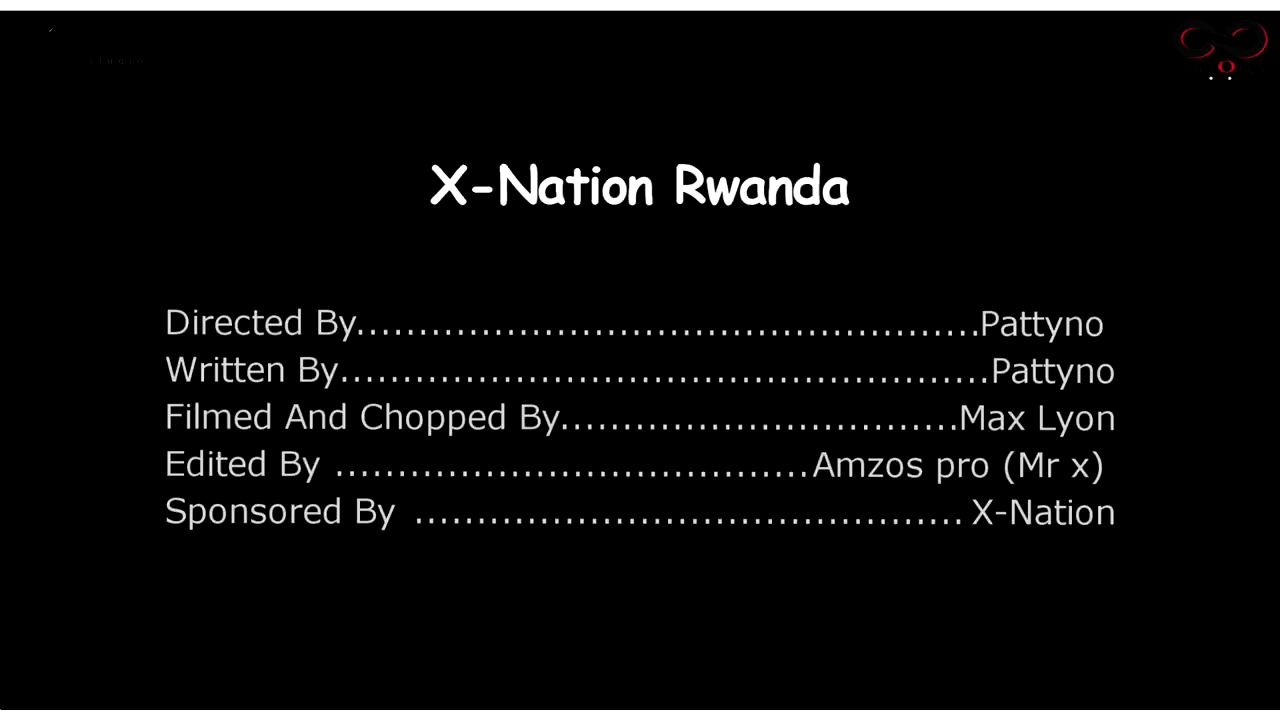 X-Nation Rwanda
Directed By..................................................Pattyno
Written By....................................................Pattyno
Filmed And Chopped By................................Max Lyon
Edited By ......................................Amzos pro (Mr x)
Sponsored By ............................................ X-Nation